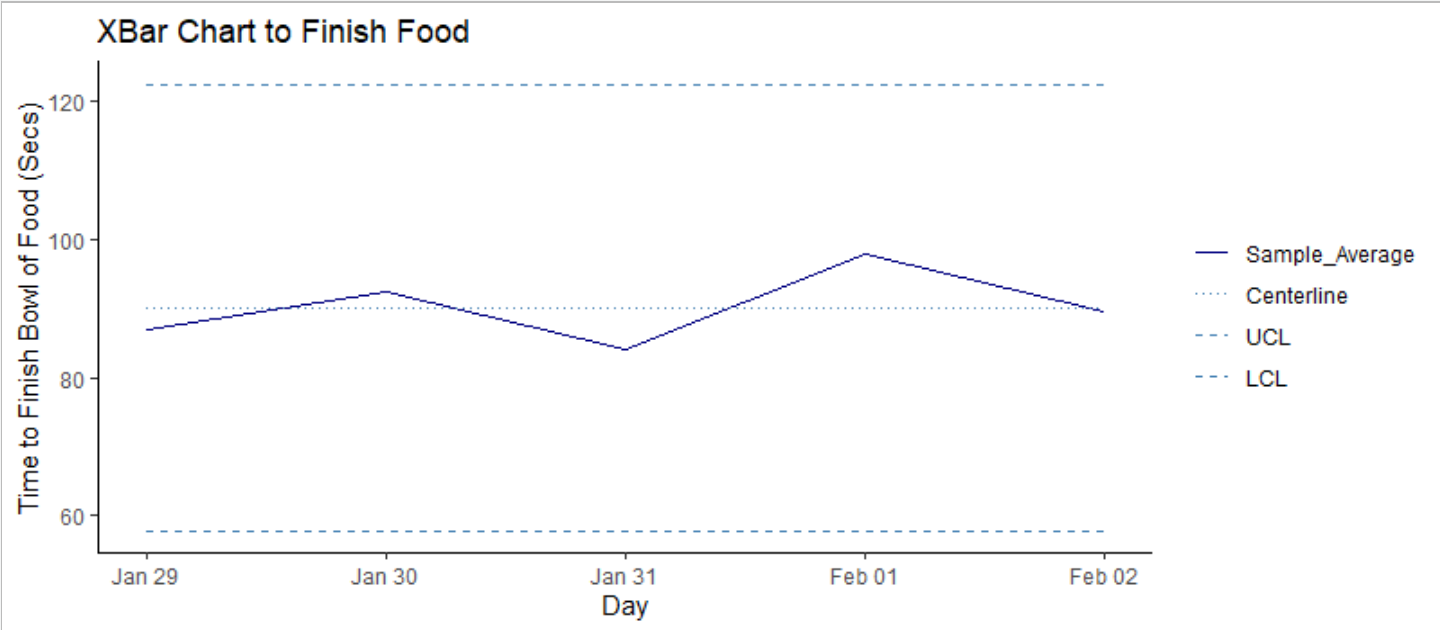 XBar Chart to Finish Food
Time to Finish Bowl of Food (Secs)
120
100
80
60
Jan 29
Jan 30
Jan 31
Feb 01
Feb 02
Day
Sample_Average
Centerline
UCL
LCL